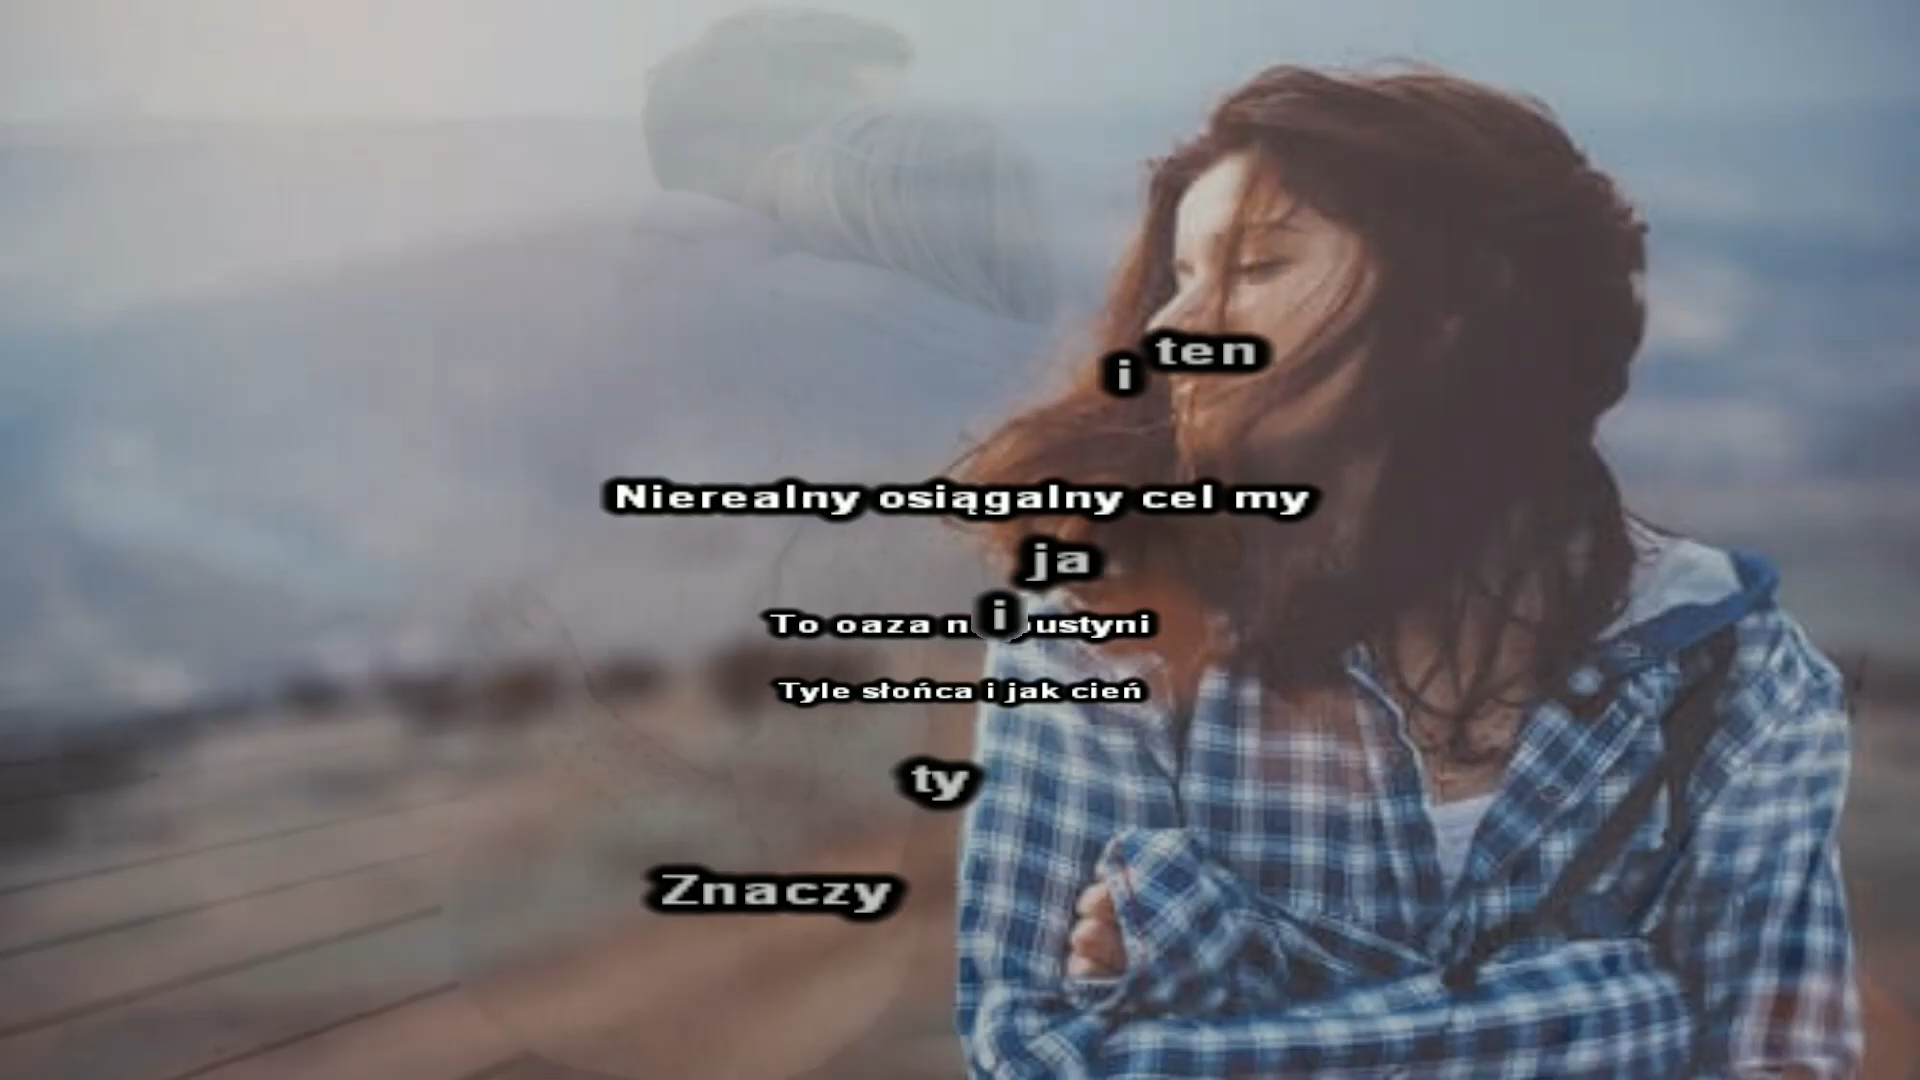 ten
i
Nierealny osiągalny cel my
ja
i
To oaza ustyni
Tyle słońca i jak cień
ty
Znaczy